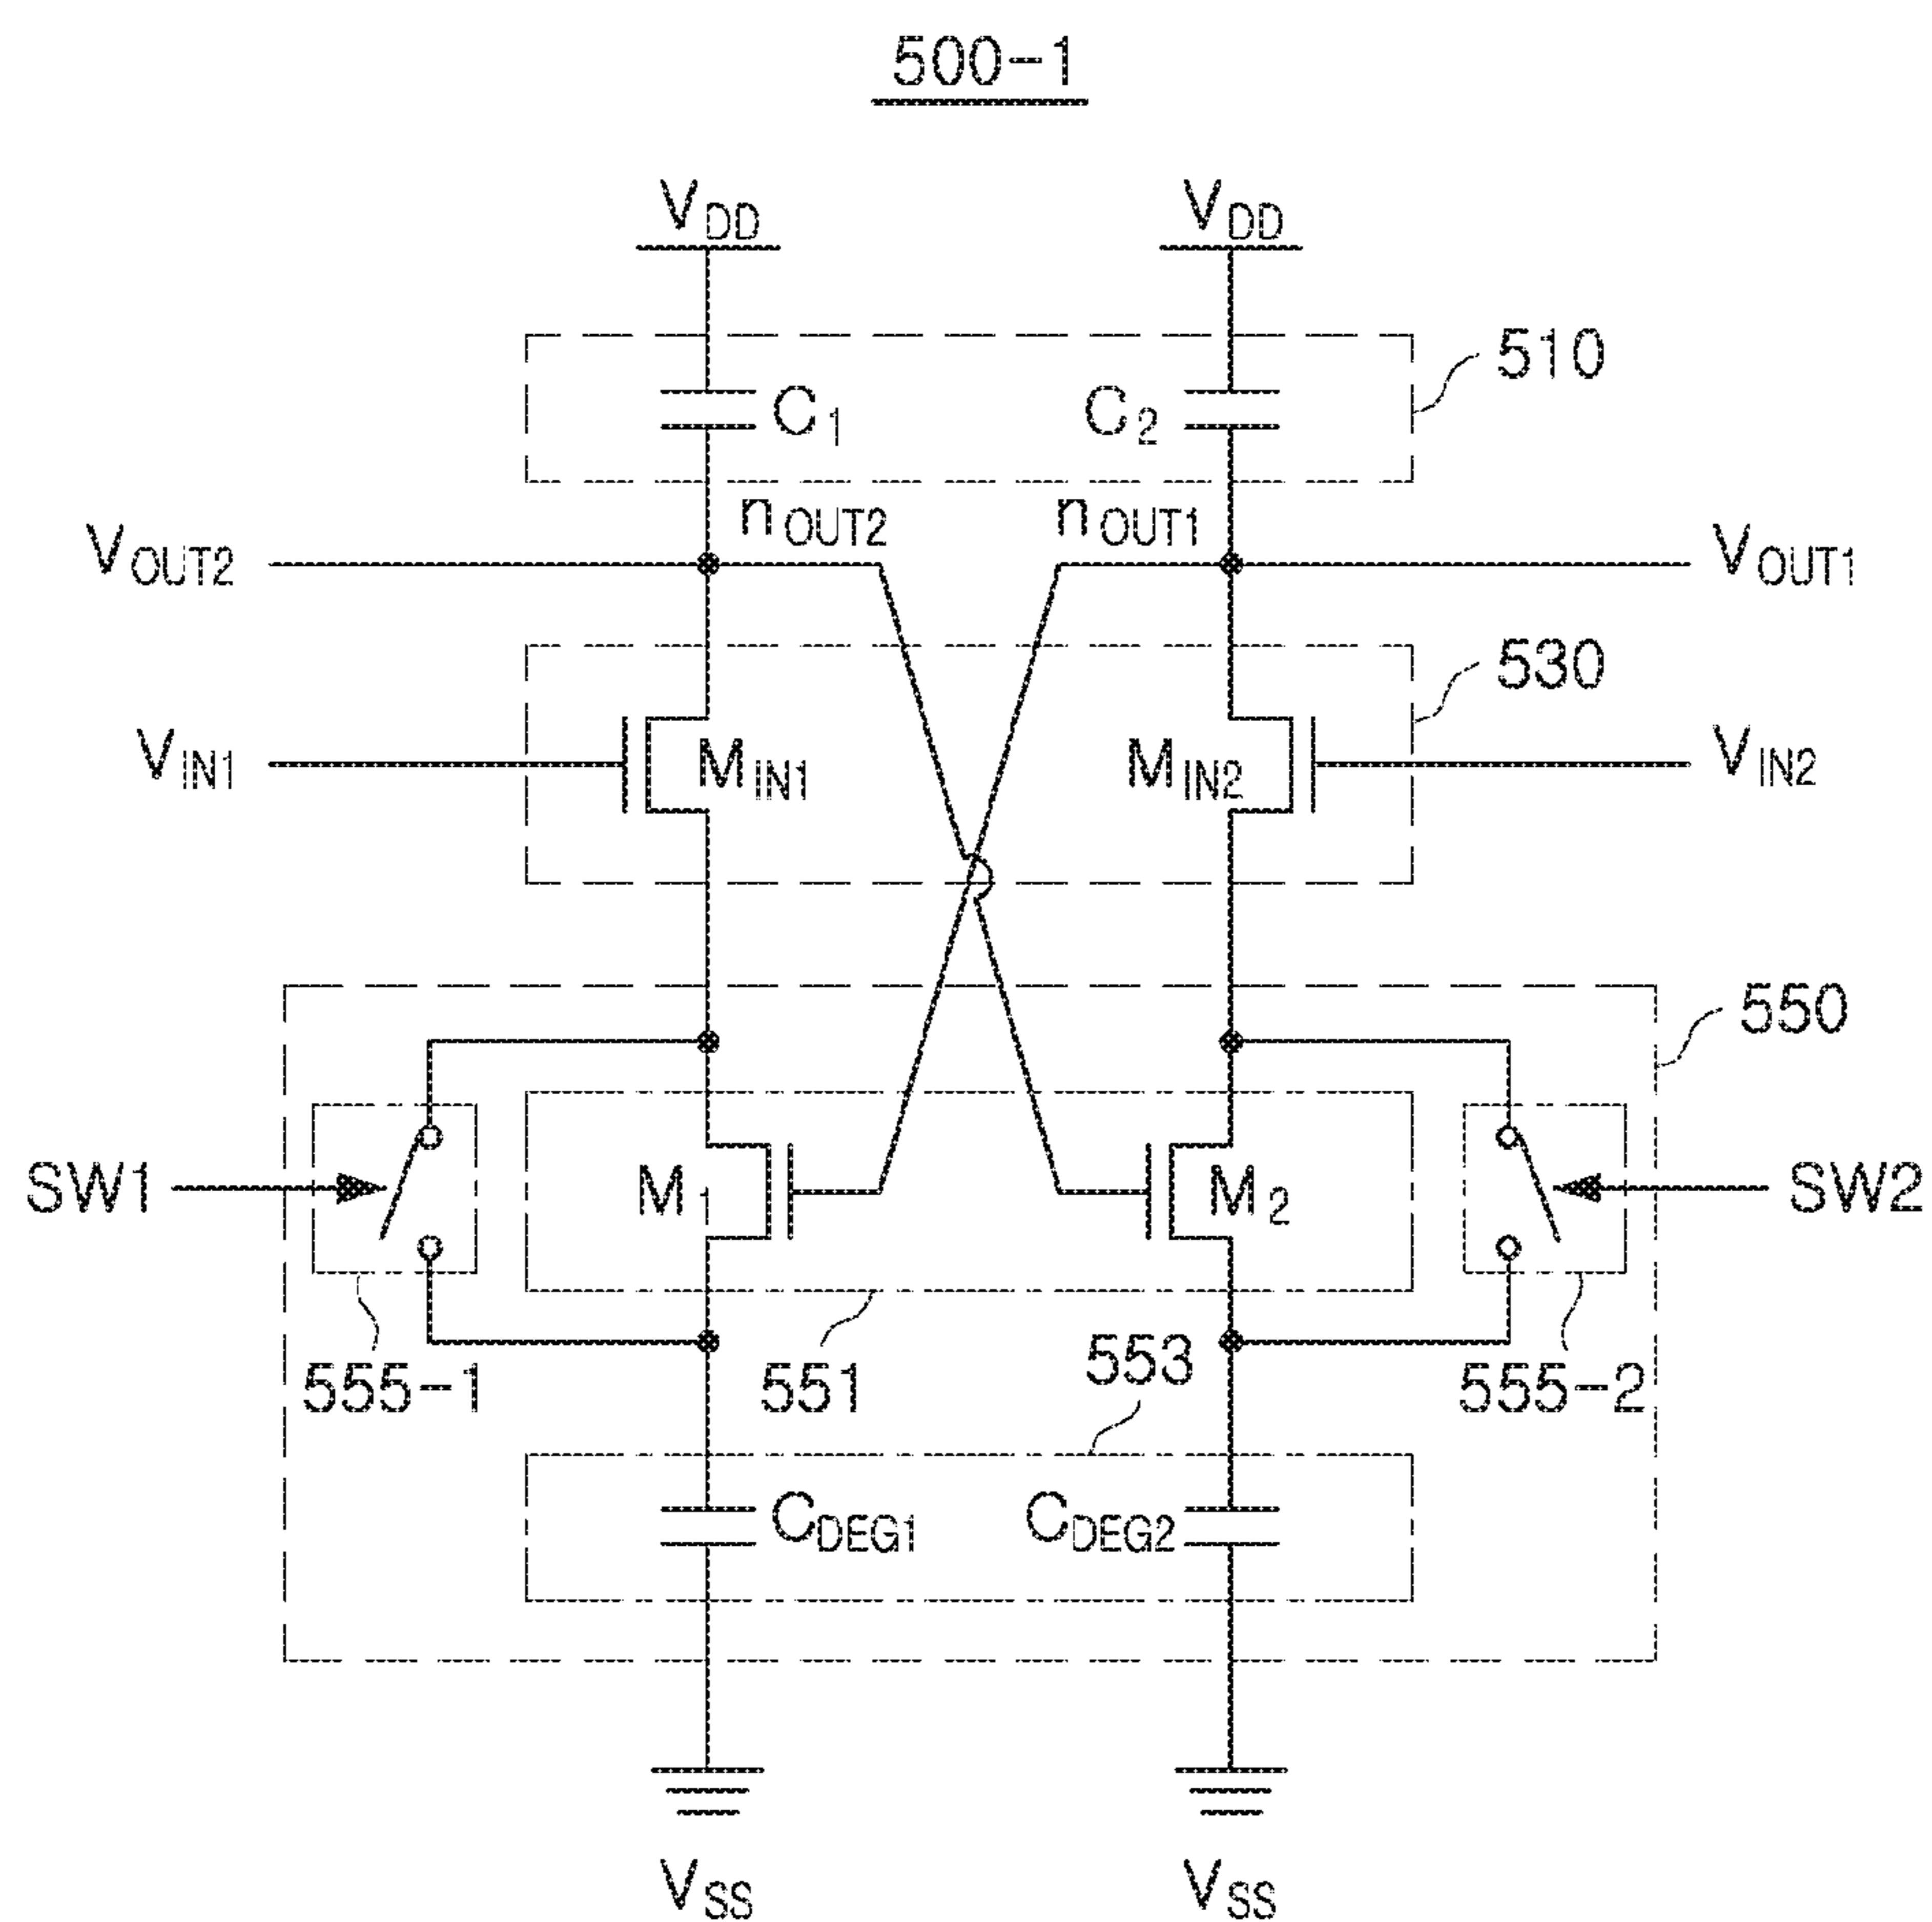 500-1
VDD VDD
510
C1 C2
nOUT2 nOUT1
VOUT2 VOUT1
530
VIN1 MIN1 MIN2 VIN2
550
SW1 M1 M2 SW2
555-1 551 553 555-2
CDEG1 CDEG2
VSS VSS